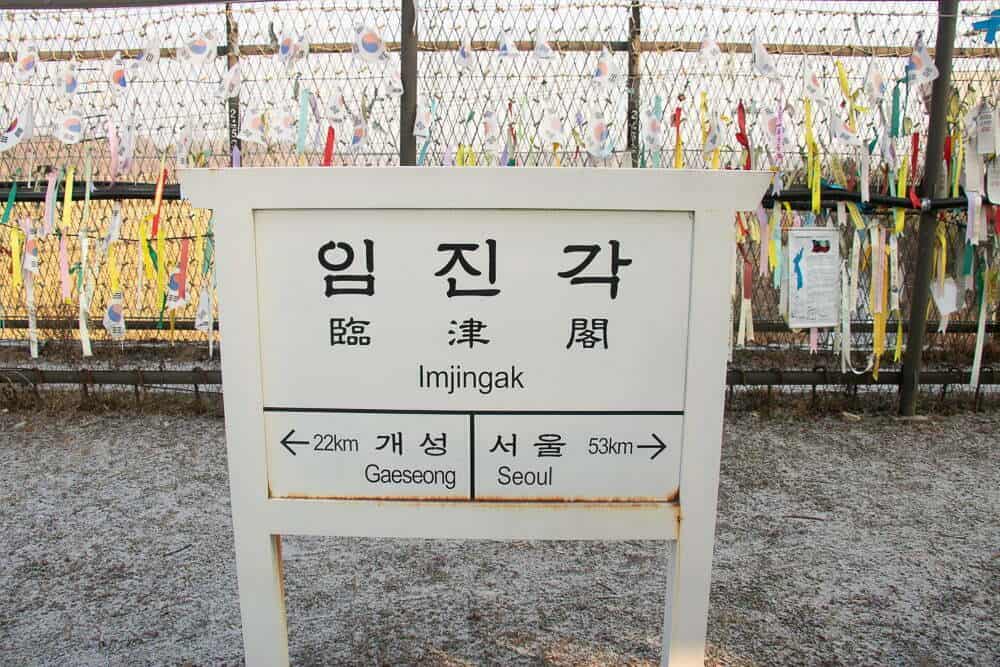 임진각
臨津閣
Imjingak
← 22km 개성
Gaeseong
서울 53km →
Seoul